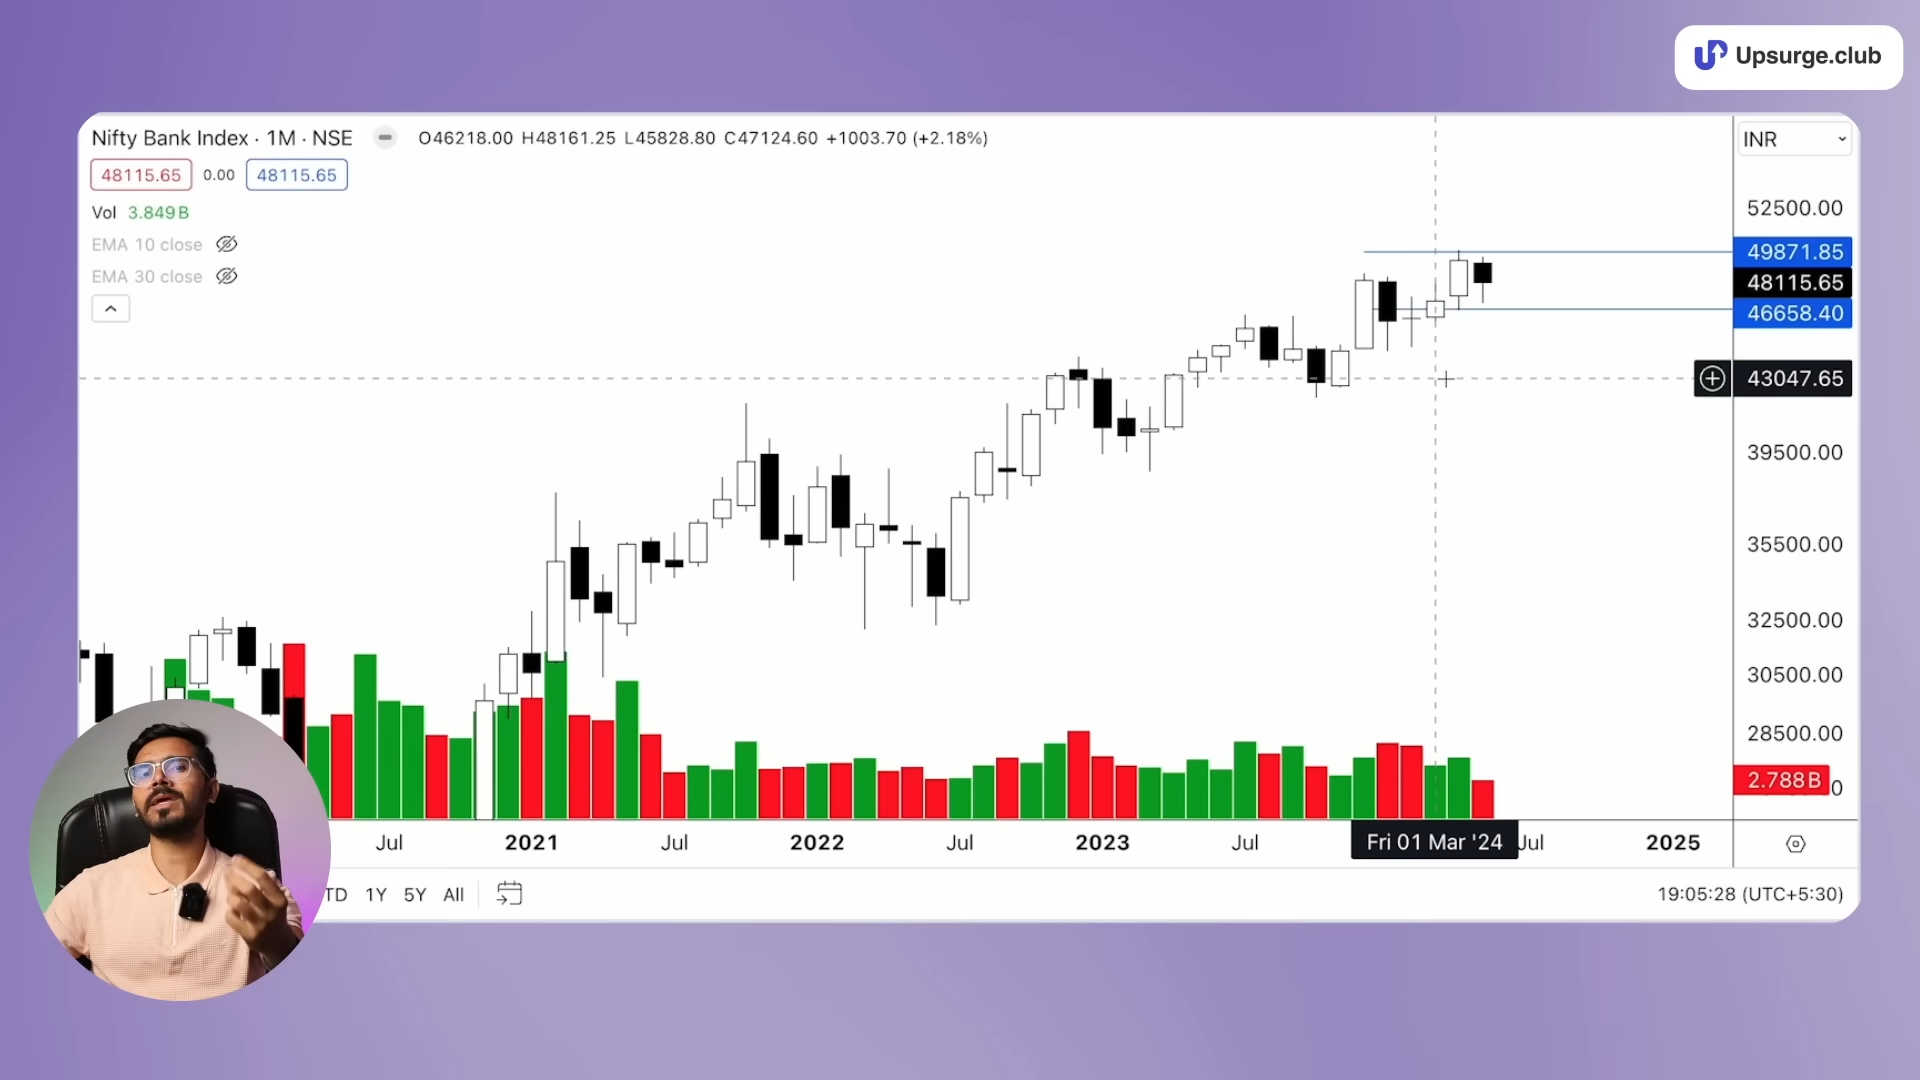 Upsurge.club
Nifty Bank Index · 1M · NSE
O46218.00 H48161.25 L45828.80 C47124.60 +1003.70 (+2.18%)
INR
48115.65 0.00 48115.65
Vol 3.849B
EMA 10 close
EMA 30 close
52500.00
49871.85
48115.65
46658.40
43047.65
39500.00
35500.00
32500.00
30500.00
28500.00
2.788B
0
Jul 2021 Jul 2022 Jul 2023 Jul Fri 01 Mar '24 Jul 2025
TD 1Y 5Y All
19:05:28 (UTC+5:30)